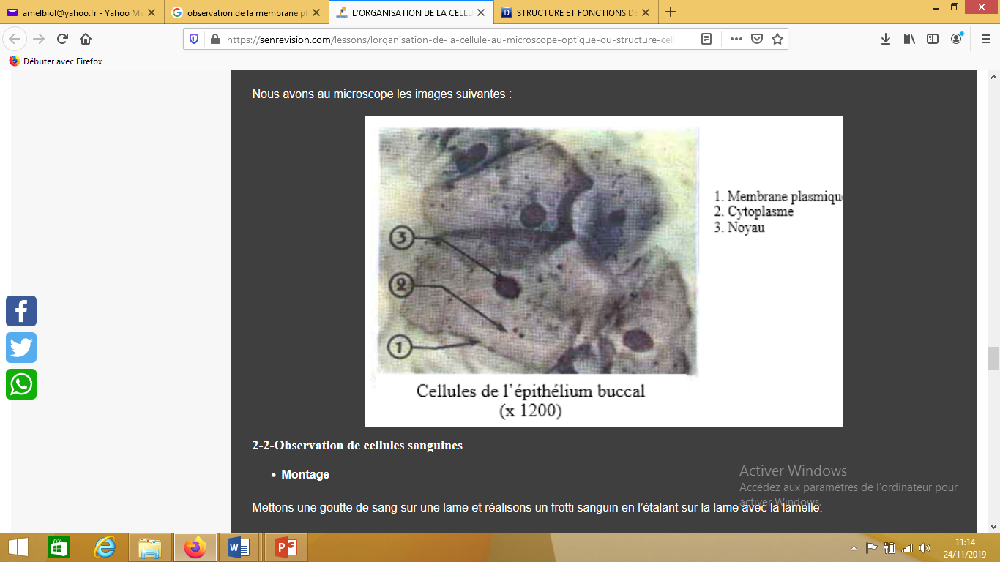 amelbiol@yahoo.fr - Yahoo Ma
observation de la membrane pl
L'ORGANISATION DE LA CELLU
STRUCTURE ET FONCTIONS DE
https://senrevision.com/lessons/lorganisation-de-la-cellule-au-microscope-optique-ou-structure-cel
Débuter avec Firefox
Nous avons au microscope les images suivantes :
1. Membrane plasmiqu
2. Cytoplasme
3. Noyau
3
2
1
Cellules de l'épithélium buccal
(x 1200)
2-2-Observation de cellules sanguines
Montage
Activer Windows
Accédez aux paramètres de l'ordinateur pour
activer Windows.
Mettons une goutte de sang sur une lame et réalisons un frotti sanguin en l'étalant sur la lame avec la lamelle.
11:14
24/11/2019